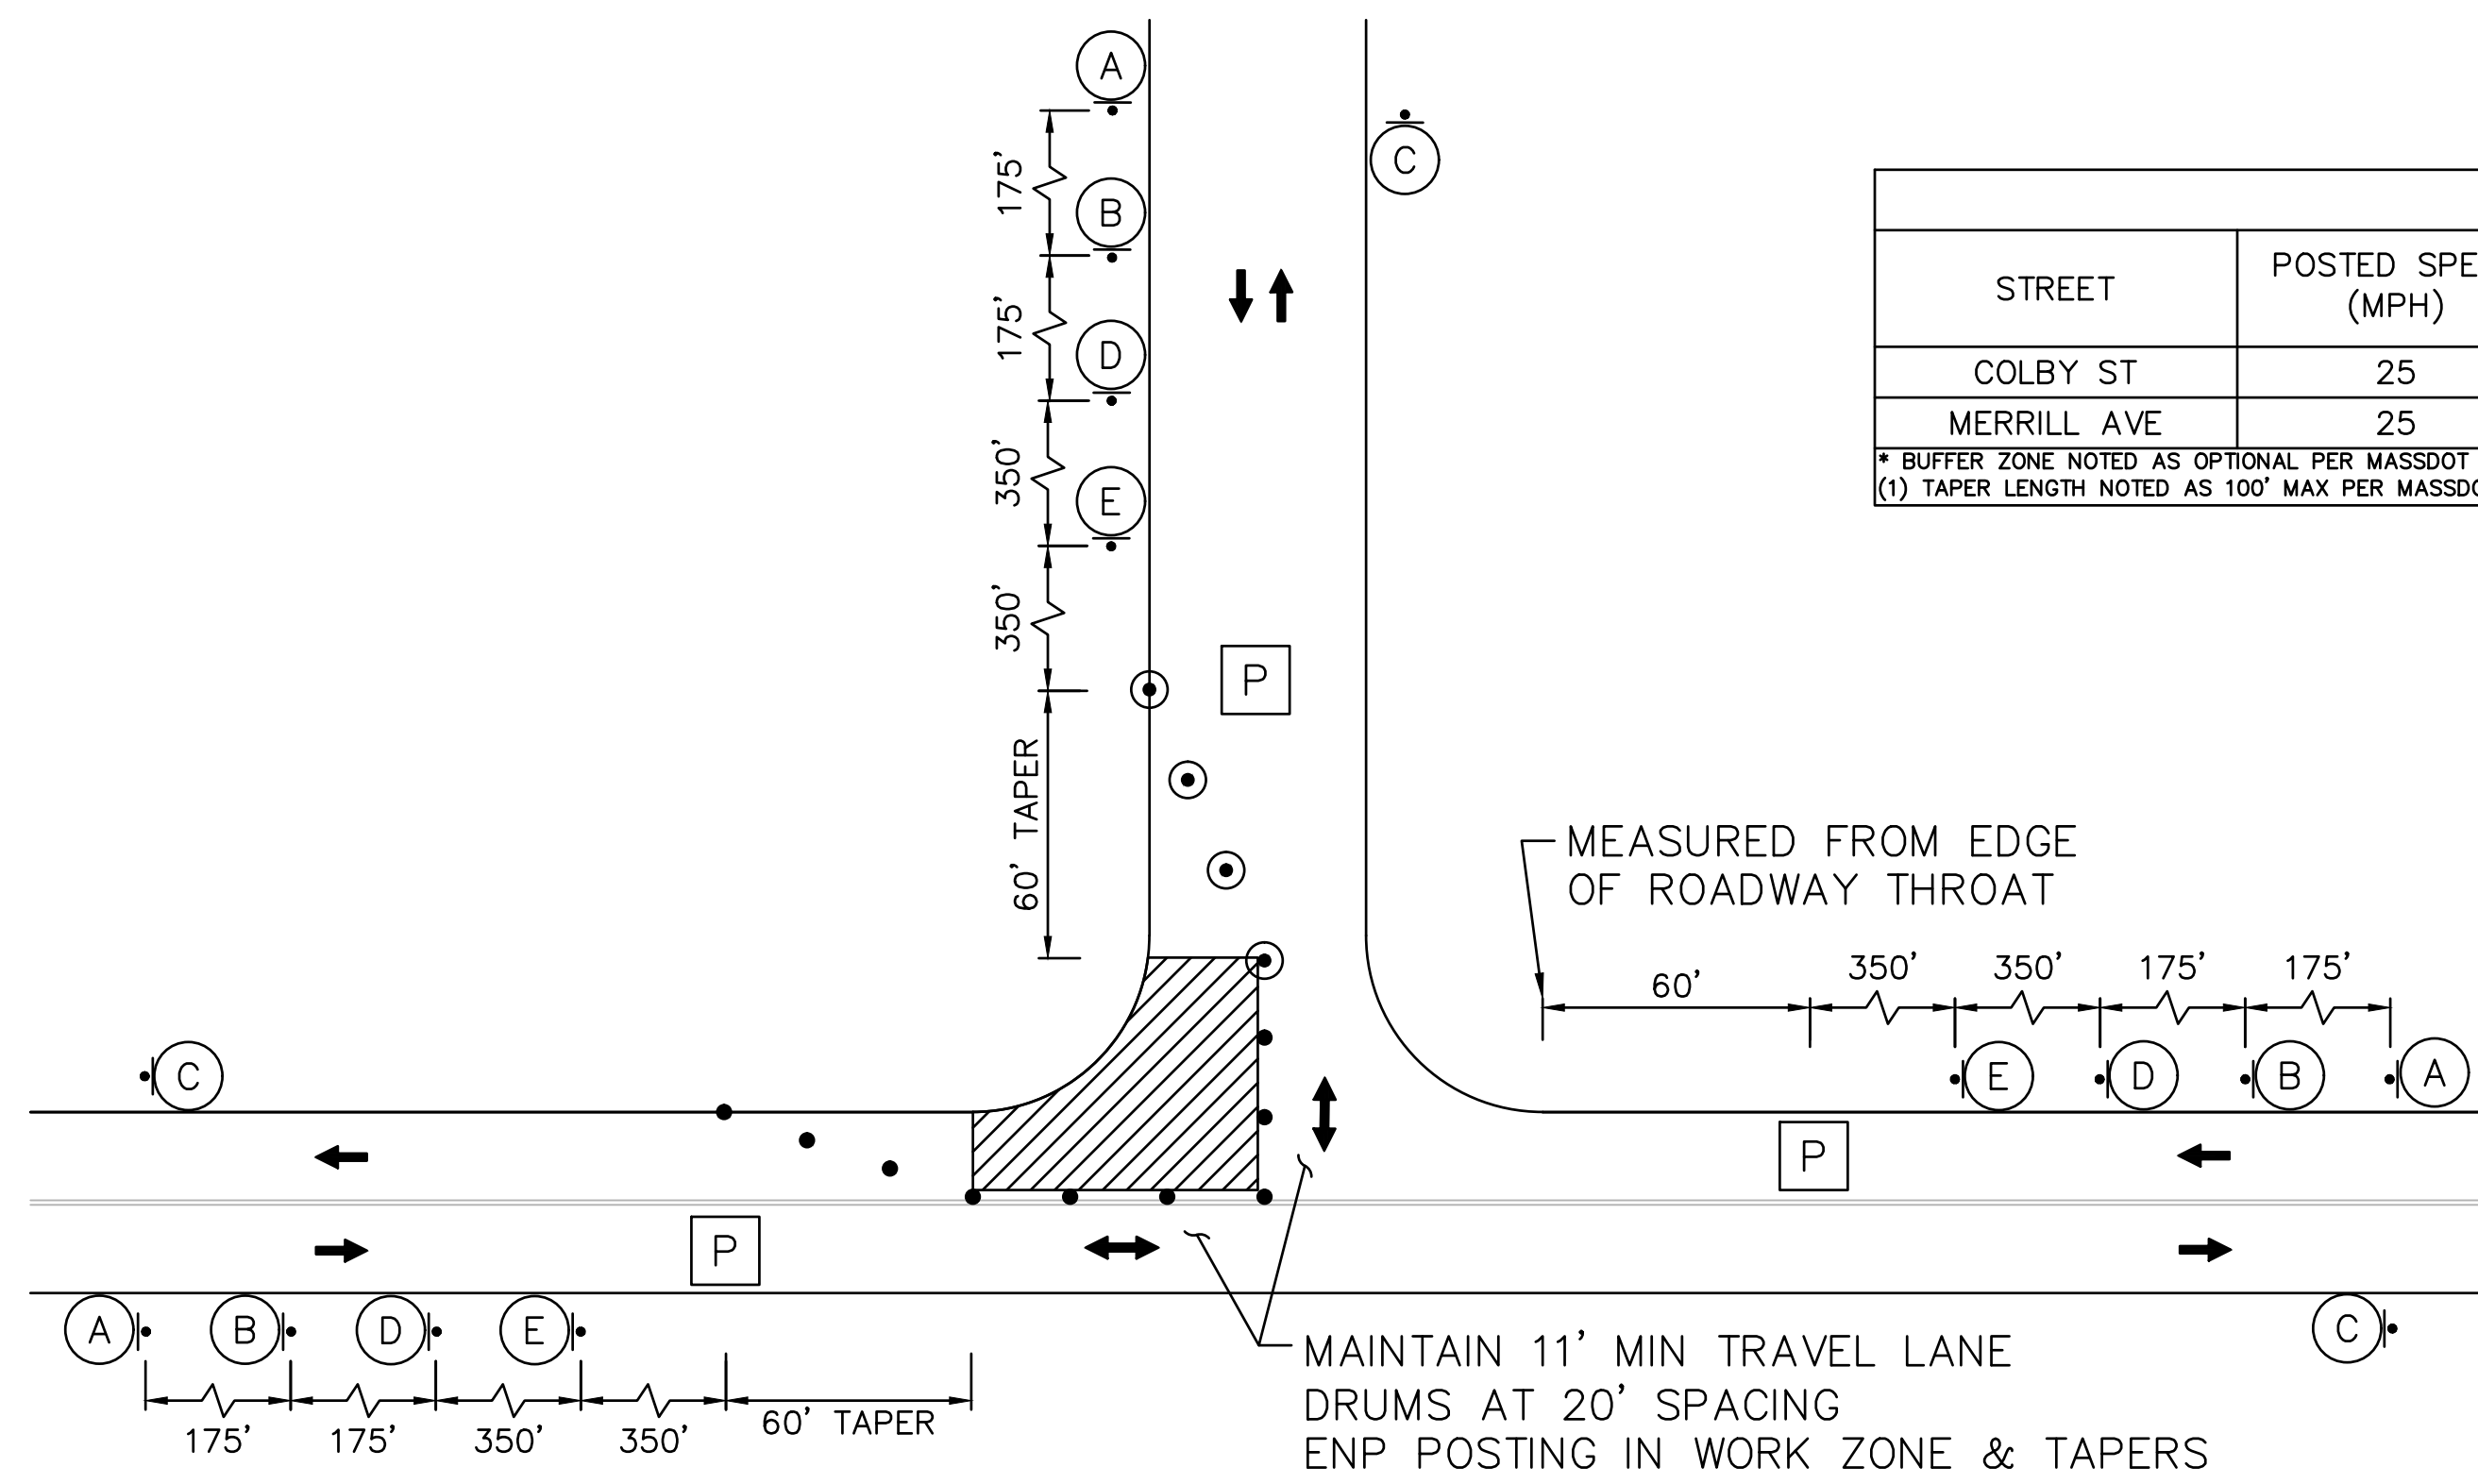 A
175'
B
175'
D
350'
E
350'
60' TAPER
C
P
STREET
POSTED SPE
(MPH)
COLBY ST
25
MERRILL AVE
25
* BUFFER ZONE NOTED AS OPTIONAL PER MASSDOT
(1) TAPER LENGTH NOTED AS 100' MAX PER MASSDO
MEASURED FROM EDGE
OF ROADWAY THROAT
60'
350'
350'
175'
175'
C
E
D
B
A
P
P
A
B
D
E
C
175'
175'
350'
350'
60' TAPER
MAINTAIN 11' MIN TRAVEL LANE
DRUMS AT 20' SPACING
ENP POSTING IN WORK ZONE & TAPERS